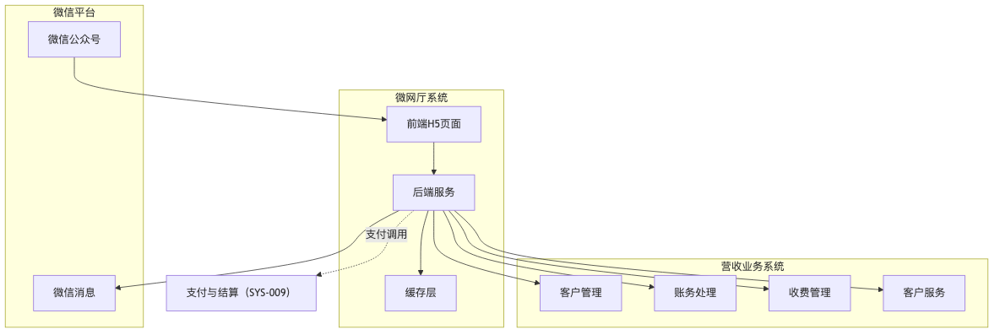 微信平台
微信公众号
微网厅系统
前端H5页面
后端服务
支付调用
营收业务系统
微信消息
支付与结算（SYS-009）
缓存层
客户管理
账务处理
收费管理
客户服务